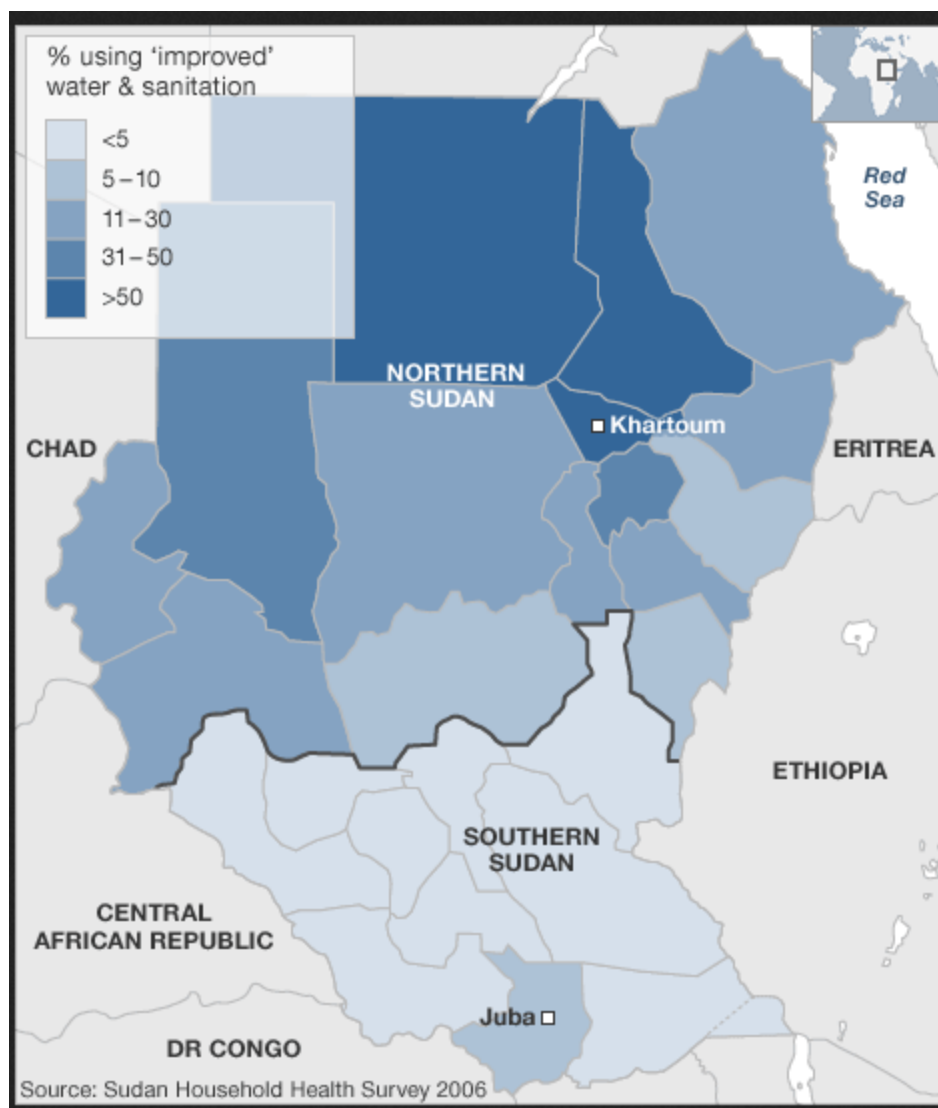 % using ‘improved’
water & sanitation
<5
5–10
11–30
31–50
>50
Red
Sea
NORTHERN
SUDAN
Khartoum
CHAD
ERITREA
ETHIOPIA
SOUTHERN
SUDAN
CENTRAL
AFRICAN REPUBLIC
Juba
DR CONGO
Source: Sudan Household Health Survey 2006